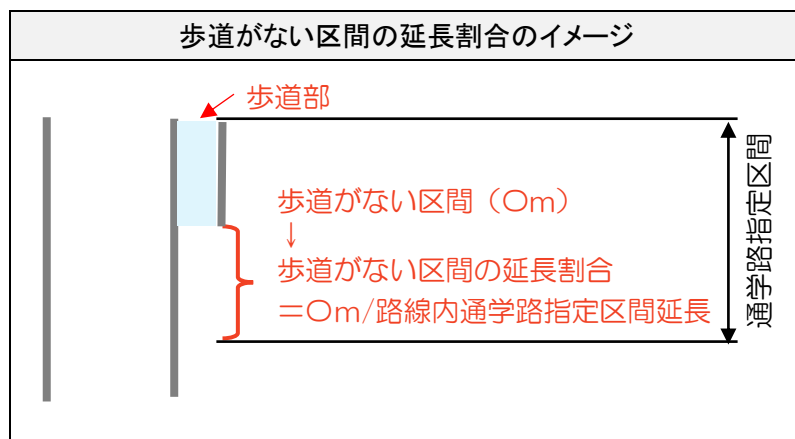 歩道がない区間の延長割合のイメージ
歩道部
歩道がない区間（〇m）
↓
歩道がない区間の延長割合
＝〇m/路線内通学路指定区間延長
通学路指定区間